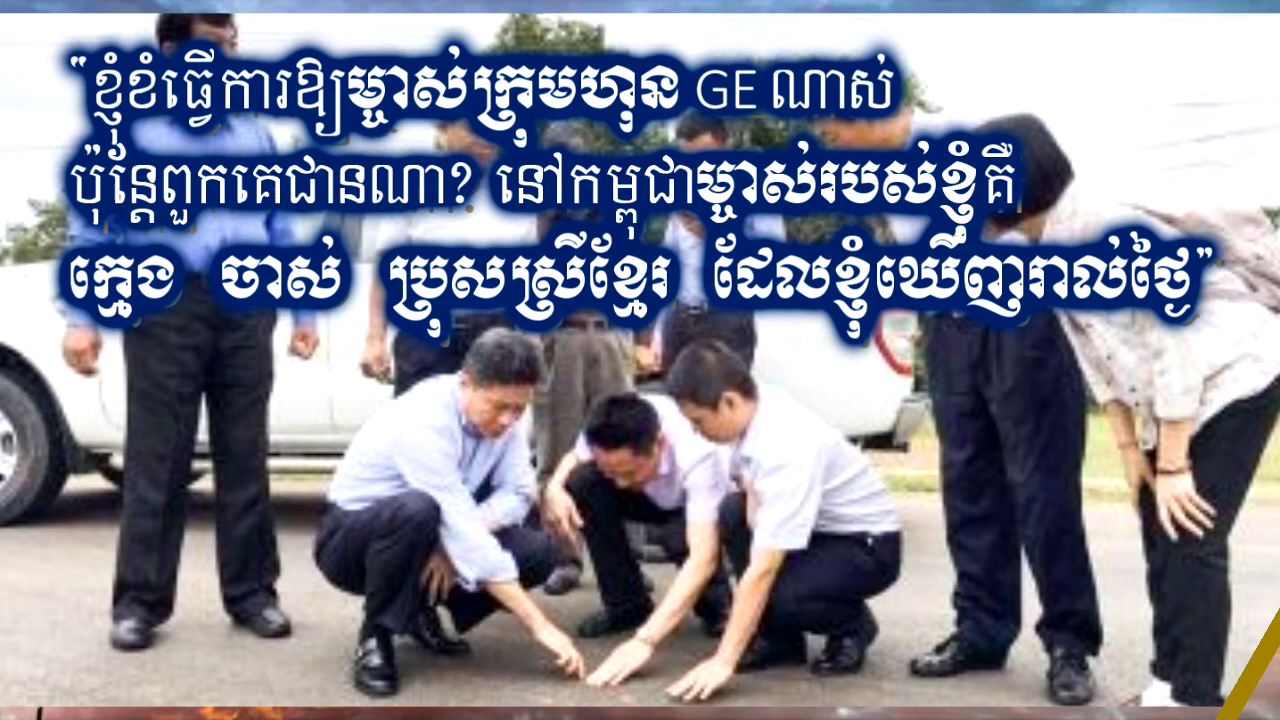 “ខ្ញុំខំធ្វើការឱ្យម្ចាស់ក្រុមហ៊ុន GE ណាស់
ប៉ុន្តែពួកគេជានណា? នៅកម្ពុជាម្ចាស់របស់ខ្ញុំគឺ
ក្មេង ចាស់ ប្រុសស្រីខ្មែរ ដែលខ្ញុំឃើញរាល់ថ្ងៃ”